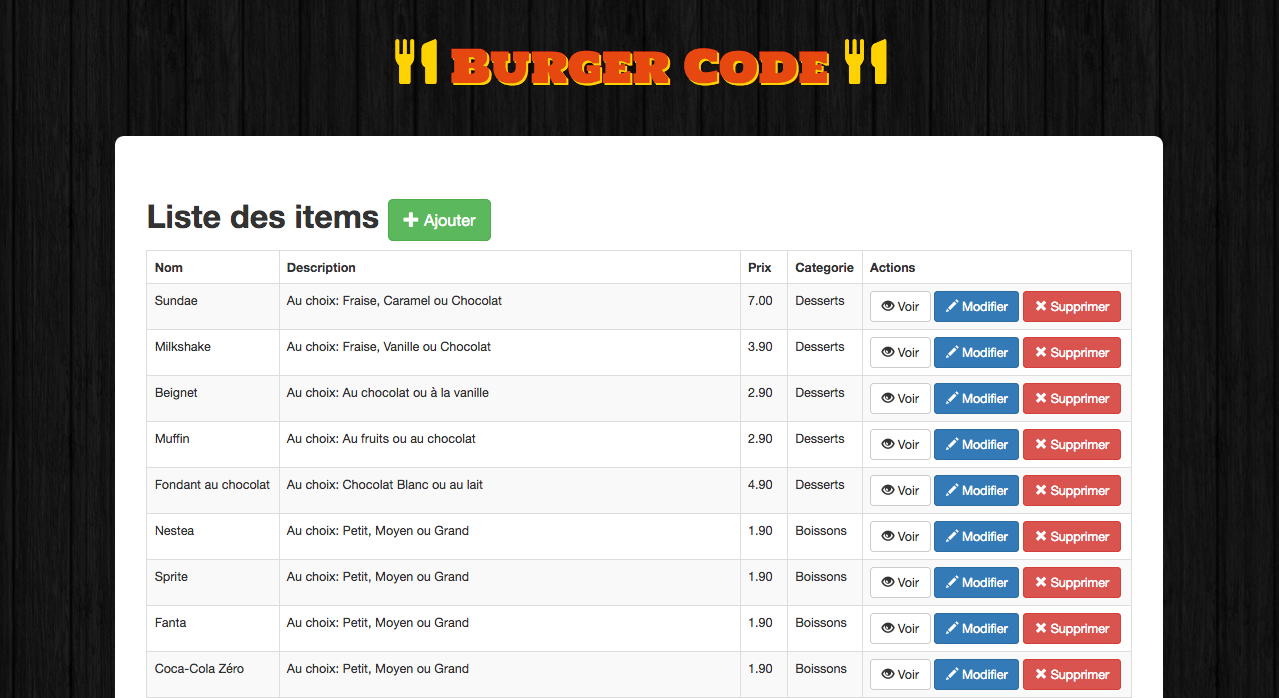 Burger Code
Liste des items Ajouter
Nom Description Prix Categorie Actions
Sundae Au choix: Fraise, Caramel ou Chocolat 7.00 Desserts Voir Modifier Supprimer
Milkshake Au choix: Fraise, Vanille ou Chocolat 3.90 Desserts Voir Modifier Supprimer
Beignet Au choix: Au chocolat ou à la vanille 2.90 Desserts Voir Modifier Supprimer
Muffin Au choix: Au fruits ou au chocolat 2.90 Desserts Voir Modifier Supprimer
Fondant au chocolat Au choix: Chocolat Blanc ou au lait 4.90 Desserts Voir Modifier Supprimer
Nestea Au choix: Petit, Moyen ou Grand 1.90 Boissons Voir Modifier Supprimer
Sprite Au choix: Petit, Moyen ou Grand 1.90 Boissons Voir Modifier Supprimer
Fanta Au choix: Petit, Moyen ou Grand 1.90 Boissons Voir Modifier Supprimer
Coca-Cola Zéro Au choix: Petit, Moyen ou Grand 1.90 Boissons Voir Modifier Supprimer